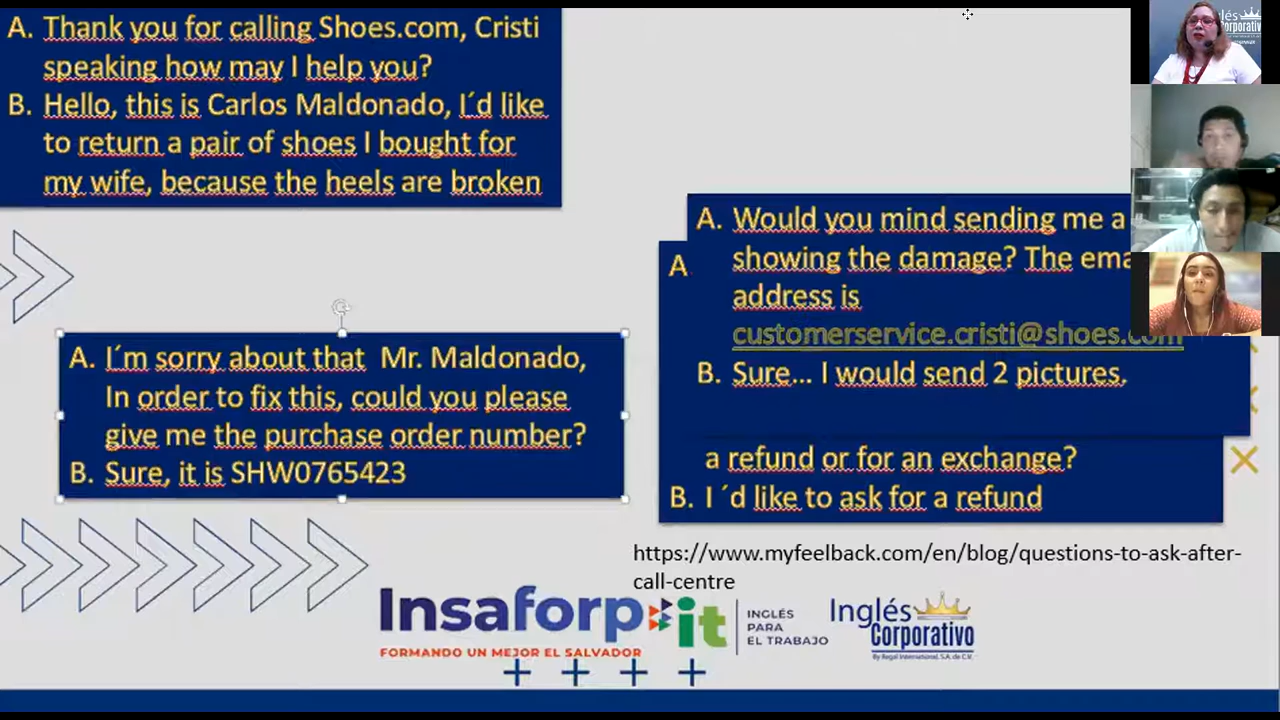 A. Thank you for calling Shoes.com, Cristi
speaking how may I help you?
B. Hello, this is Carlos Maldonado, I´d like
to return a pair of shoes I bought for
my wife, because the heels are broken
A. I´m sorry about that Mr. Maldonado,
In order to fix this, could you please
give me the purchase order number?
B. Sure, it is SHW0765423
A. Would you mind sending me a
showing the damage? The
address is
customerservice.cristi@shoes.com
B. Sure... I would send 2 pictures.
A
a refund or for an exchange?
B. I ´d like to ask for a refund
https://www.myfeelback.com/en/blog/questions-to-ask-after-
call-centre
Insaforp
FORMANDO UN MEJOR EL SALVADOR
it
INGLÉS
PARA
EL TRABAJO
Inglés
Corporativo
By Regal International, S.A. de C.V.